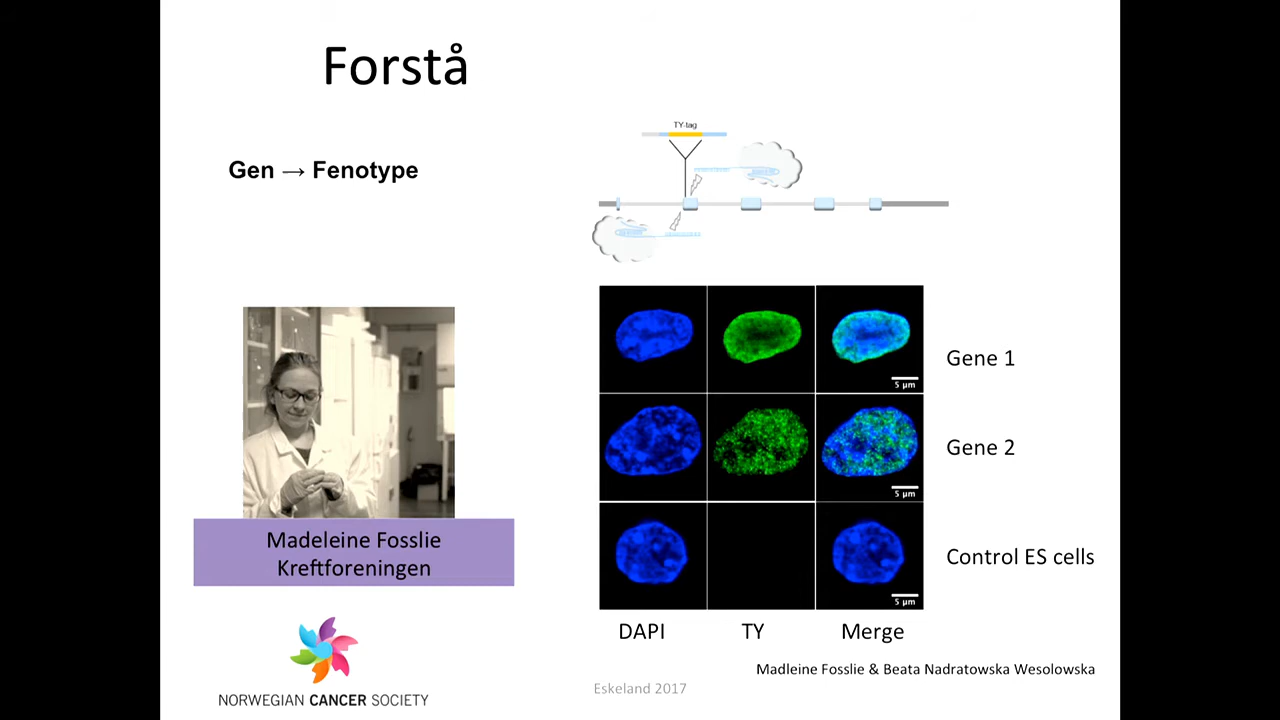 Forstå
Gen → Fenotype
TY-tag
5 µm
Gene 1
5 µm
Gene 2
5 µm
Control ES cells
DAPI
TY
Merge
Madeleine Fosslie
Kreftforeningen
NORWEGIAN CANCER SOCIETY
Madleine Fosslie & Beata Nadratowska Wesolowska
Eskeland 2017